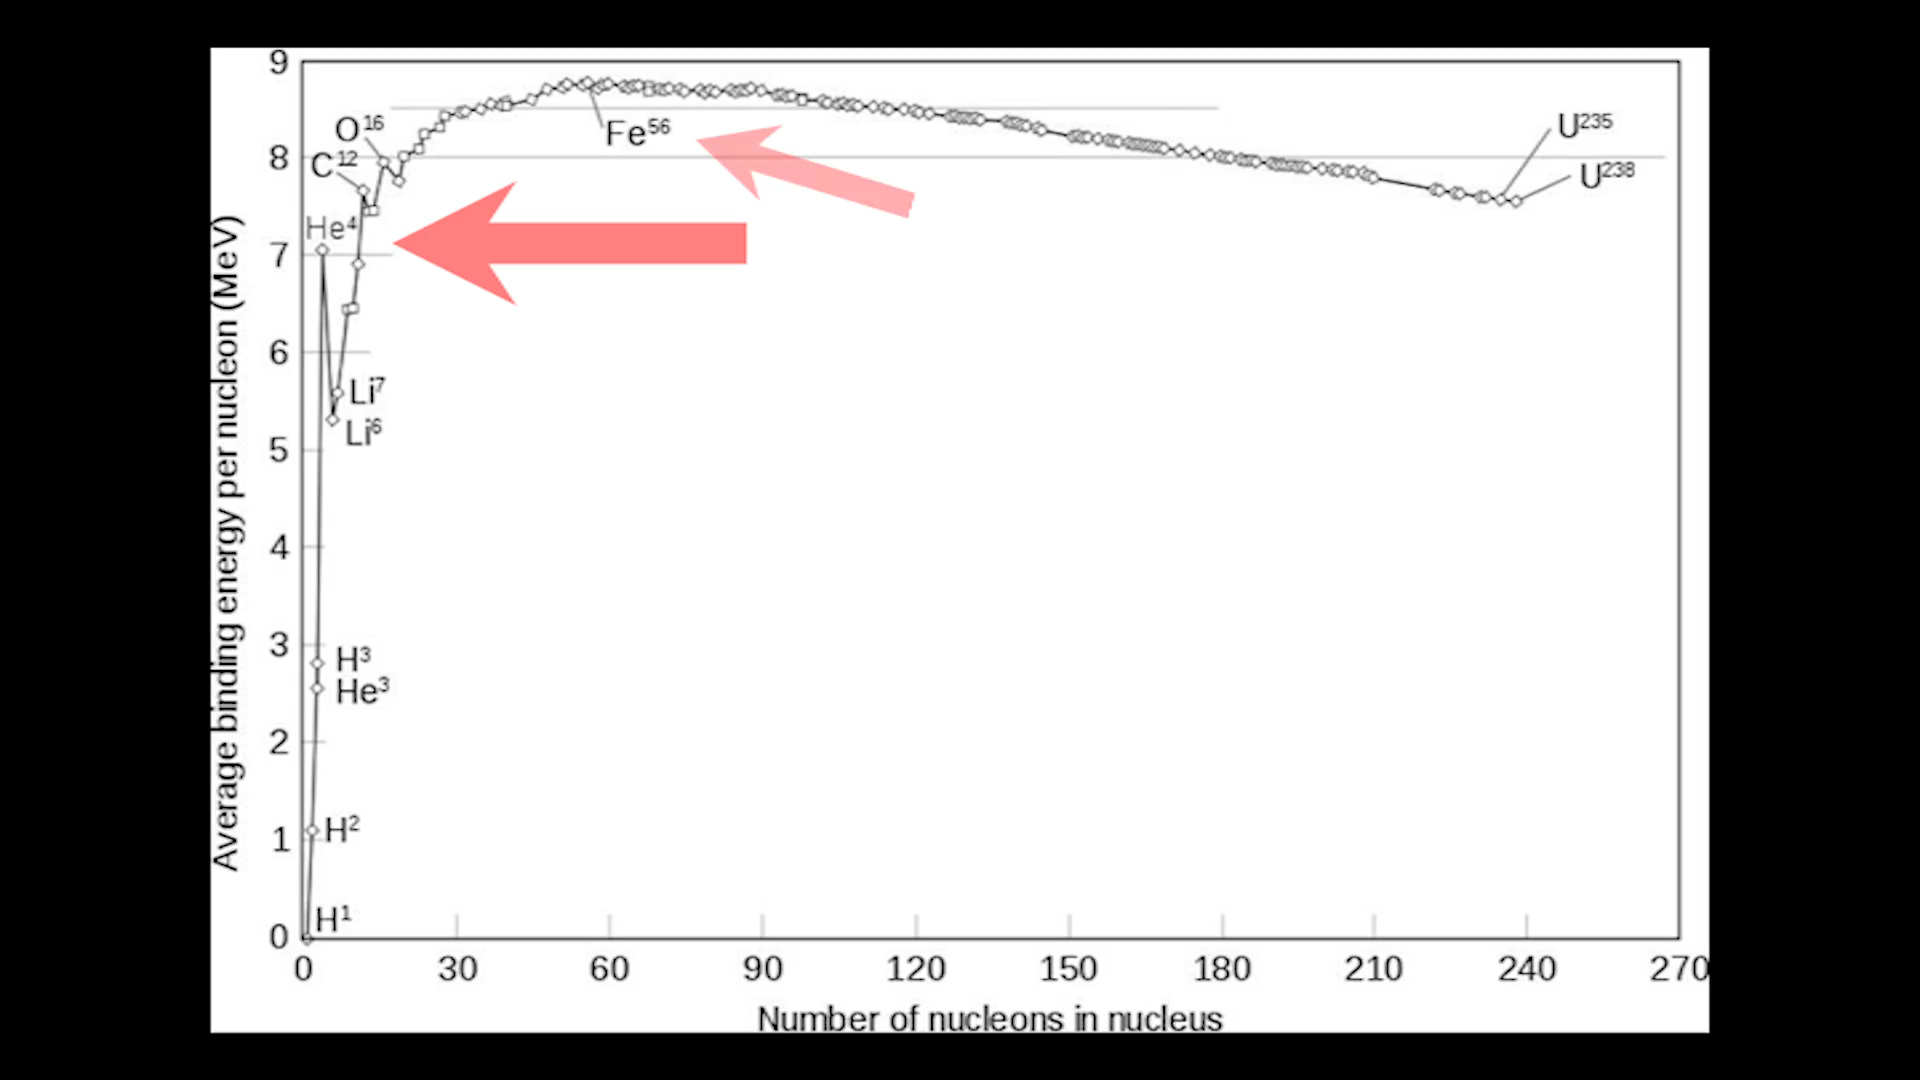 9
8
7
6
5
4
3
2
1
0
Average binding energy per nucleon (MeV)
O16
C12
He4
Li7
Li6
H3
He3
H2
H1
Fe56
U235
U238
0 30 60 90 120 150 180 210 240 270
Number of nucleons in nucleus